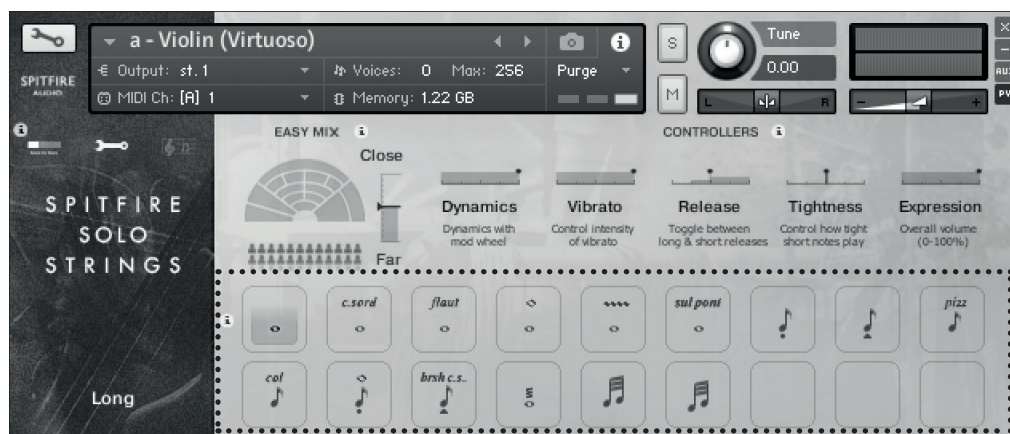 a - Violin (Virtuoso)
Output: st. 1
Voices: 0 Max: 256
Purge
MIDI Ch: [A] 1
Memory: 1.22 GB
S
M
Tune
0.00
L
R
-
+
×
-
AUX
PV
SPITFIRE
AUDIO
EASY MIX
CONTROLLERS
Close
Far
Dynamics
Dynamics with
mod wheel
Vibrato
Control intensity
of vibrato
Release
Toggle between
long & short releases
Tightness
Control how tight
short notes play
Expression
Overall volume
(0-100%)
SPITFIRE
SOLO
STRINGS
Long
c.sord
flaut
sul pont
pizz
col
brsh c.s..